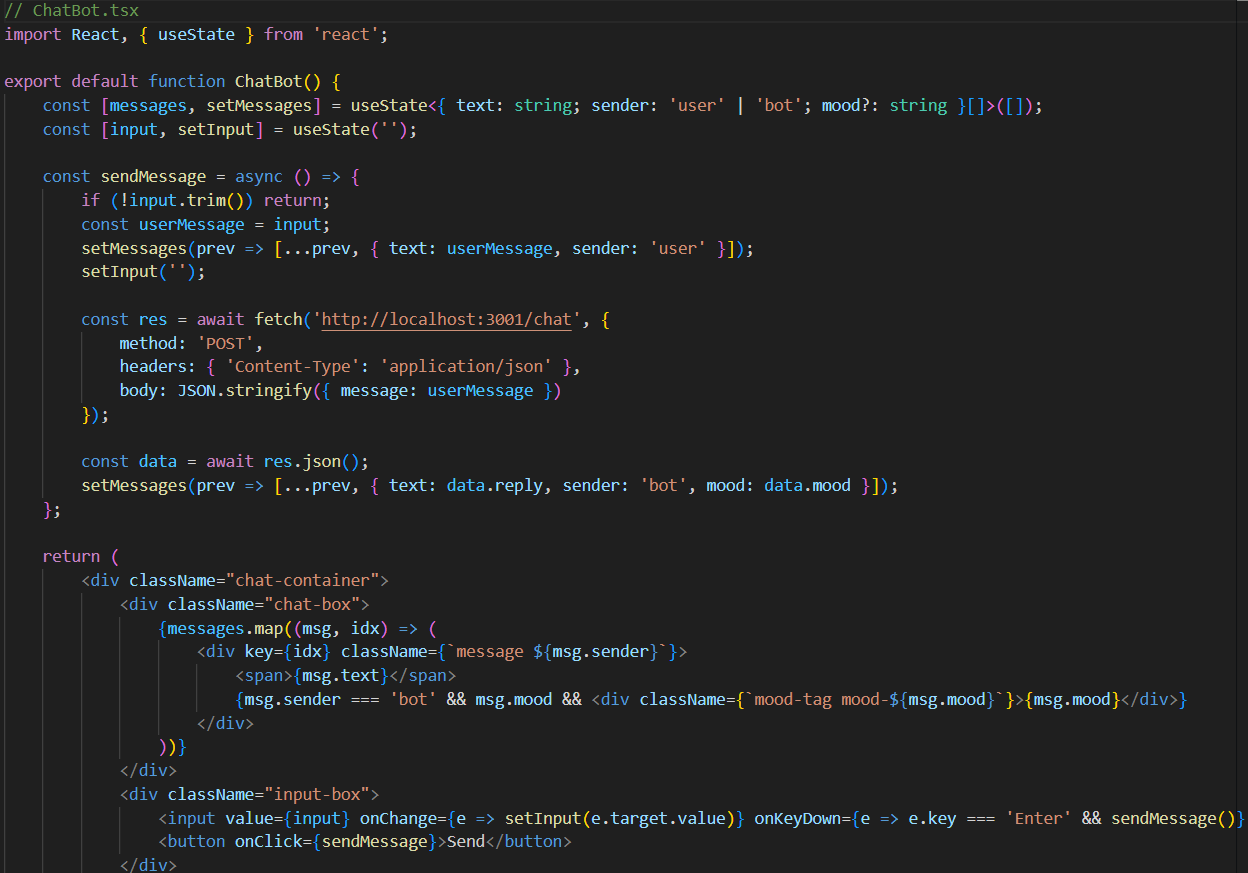 // ChatBot.tsx
import React, { useState } from 'react';
export default function ChatBot() {
const [messages, setMessages] = useState<{ text: string; sender: 'user' | 'bot'; mood?: string }[]>([]);
const [input, setInput] = useState('');
const sendMessage = async () => {
if (!input.trim()) return;
const userMessage = input;
setMessages(prev => [...prev, { text: userMessage, sender: 'user' }]);
setInput('');
const res = await fetch('http://localhost:3001/chat', {
method: 'POST',
headers: { 'Content-Type': 'application/json' },
body: JSON.stringify({ message: userMessage })
});
const data = await res.json();
setMessages(prev => [...prev, { text: data.reply, sender: 'bot', mood: data.mood }]);
};
return (
<div className="chat-container">
<div className="chat-box">
{messages.map((msg, idx) => (
<div key={idx} className={`message ${msg.sender}`}>
<span>{msg.text}</span>
{msg.sender === 'bot' && msg.mood && <div className={`mood-tag mood-${msg.mood}`}>{msg.mood}</div>}
</div>
))}
</div>
<div className="input-box">
<input value={input} onChange={e => setInput(e.target.value)} onKeyDown={e => e.key === 'Enter' && sendMessage()}
<button onClick={sendMessage}>Send</button>
</div>